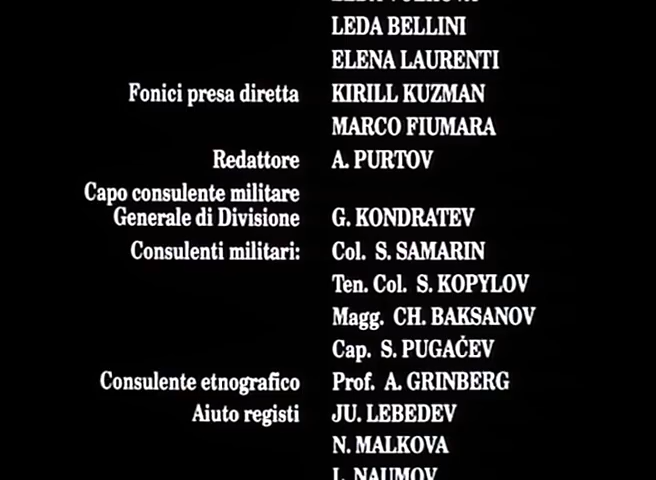 LEDA BELLINI
ELENA LAURENTI
Fonici presa diretta KIRILL KUZMAN
MARCO FIUMARA
Redattore A. PURTOV
Capo consulente militare
Generale di Divisione G. KONDRATEV
Consulenti militari: Col. S. SAMARIN
Ten. Col. S. KOPYLOV
Magg. CH. BAKSANOV
Cap. S. PUGAČEV
Consulente etnografico Prof. A. GRINBERG
Aiuto registi JU. LEBEDEV
N. MALKOVA
I. NAUMOV